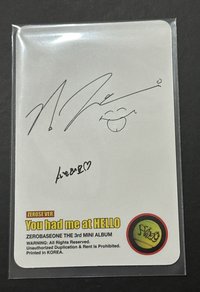 ZEROSE VER.
You had me at HELLO
ZEROBASEONE THE 3rd MINI ALBUM
WARNING: All Rights Reserved.
Unauthorized Duplication & Rent is Prohibited.
Printed in KOREA.